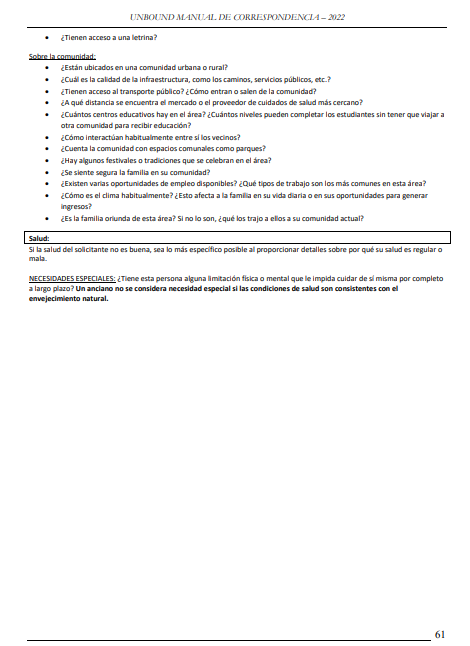 UNBOUND MANUAL DE CORRESPONDENCIA – 2022
• ¿Tienen acceso a una letrina?
Sobre la comunidad:
• ¿Están ubicados en una comunidad urbana o rural?
• ¿Cuál es la calidad de la infraestructura, como los caminos, servicios públicos, etc.?
• ¿Tienen acceso al transporte público? ¿Cómo entran o salen de la comunidad?
• ¿A qué distancia se encuentra el mercado o el proveedor de cuidados de salud más cercano?
• ¿Cuántos centros educativos hay en el área? ¿Cuántos niveles pueden completar los estudiantes sin tener que viajar a
otra comunidad para recibir educación?
• ¿Cómo interactúan habitualmente entre sí los vecinos?
• ¿Cuenta la comunidad con espacios comunales como parques?
• ¿Hay algunos festivales o tradiciones que se celebran en el área?
• ¿Se siente segura la familia en su comunidad?
• ¿Existen varias oportunidades de empleo disponibles? ¿Qué tipos de trabajo son los más comunes en esta área?
• ¿Cómo es el clima habitualmente? ¿Esto afecta a la familia en su vida diaria o en sus oportunidades para generar
ingresos?
• ¿Es la familia oriunda de esta área? Si no lo son, ¿qué los trajo a ellos a su comunidad actual?
Salud:
Si la salud del solicitante no es buena, sea lo más específico posible al proporcionar detalles sobre por qué su salud es regular o
mala.
NECESIDADES ESPECIALES: ¿Tiene esta persona alguna limitación física o mental que le impida cuidar de sí misma por completo
a largo plazo? Un anciano no se considera necesidad especial si las condiciones de salud son consistentes con el
envejecimiento natural.
61